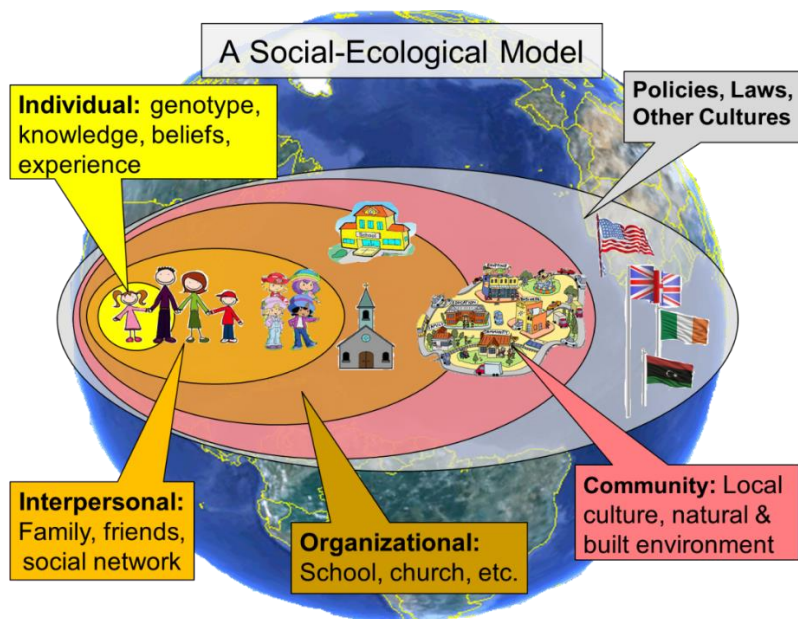 A Social-Ecological Model
Individual: genotype,
knowledge, beliefs,
experience
Policies, Laws,
Other Cultures
School
Interpersonal:
Family, friends,
social network
Organizational:
School, church, etc.
Community: Local
culture, natural &
built environment